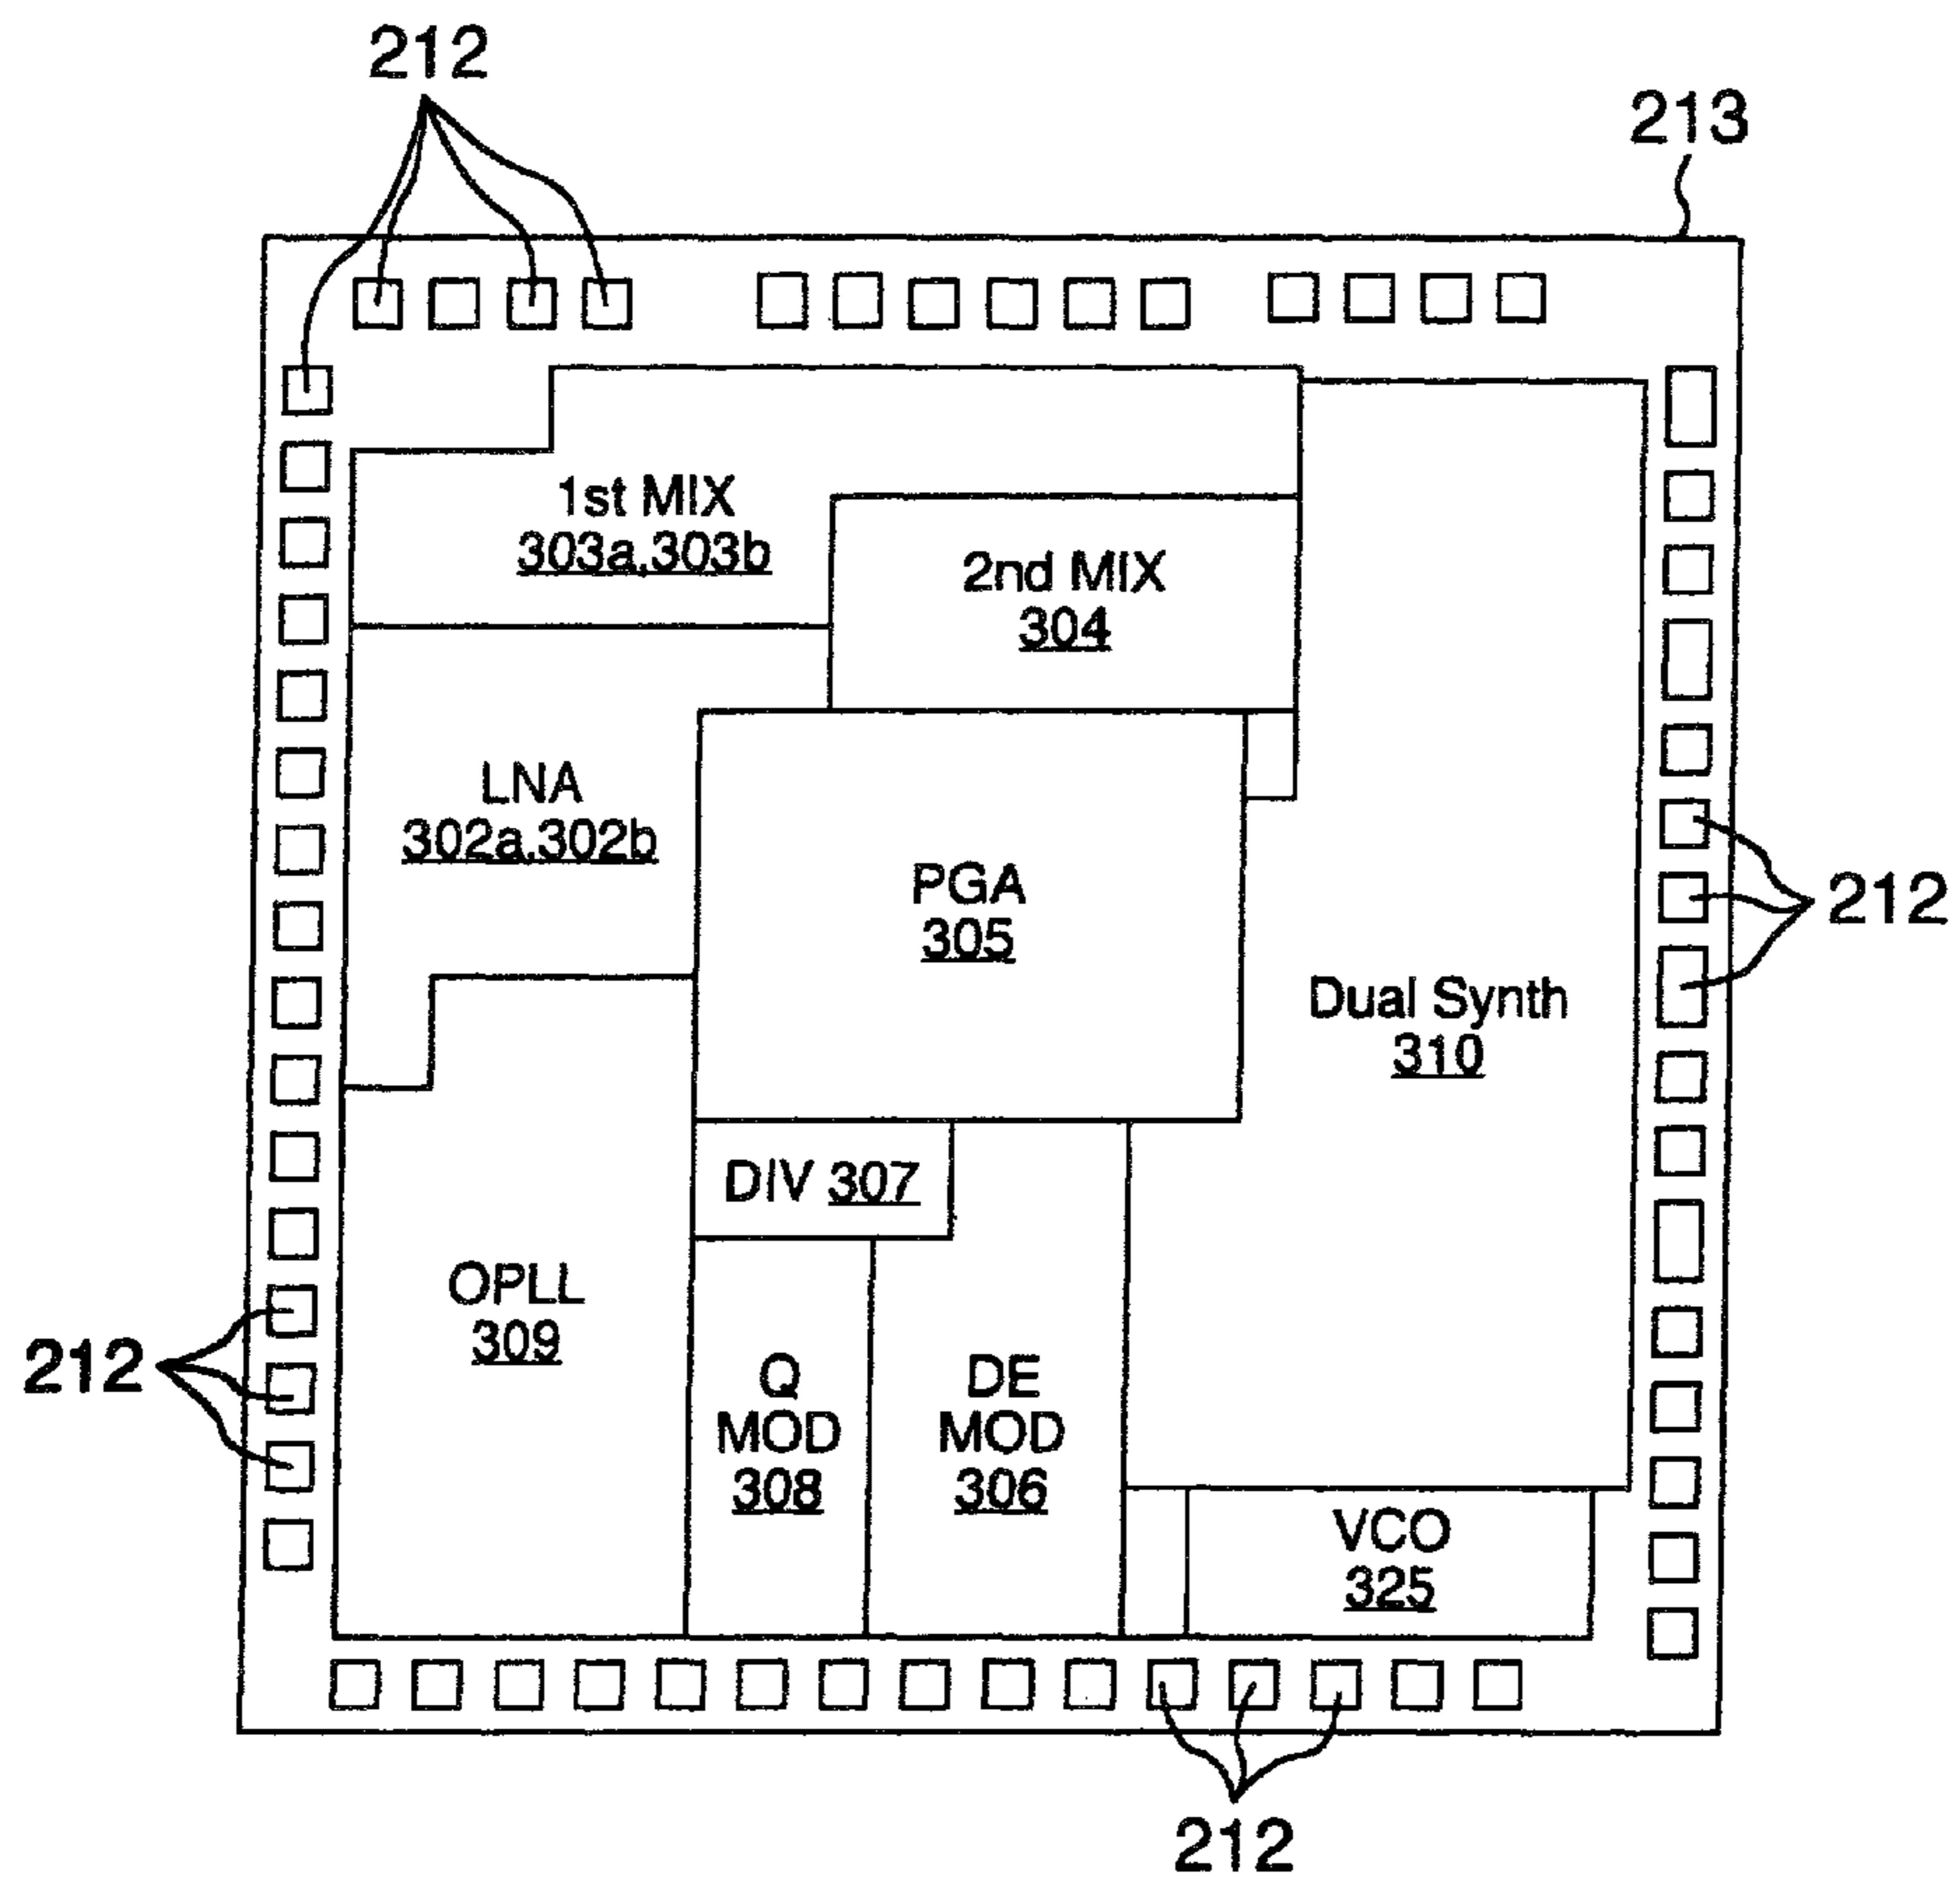 212
213
1st MIX
303a,303b
2nd MIX
304
LNA
302a,302b
PGA
305
212
Dual Synth
310
DIV 307
OPLL
309
212
Q
MOD
308
DE
MOD
306
VCO
325
212